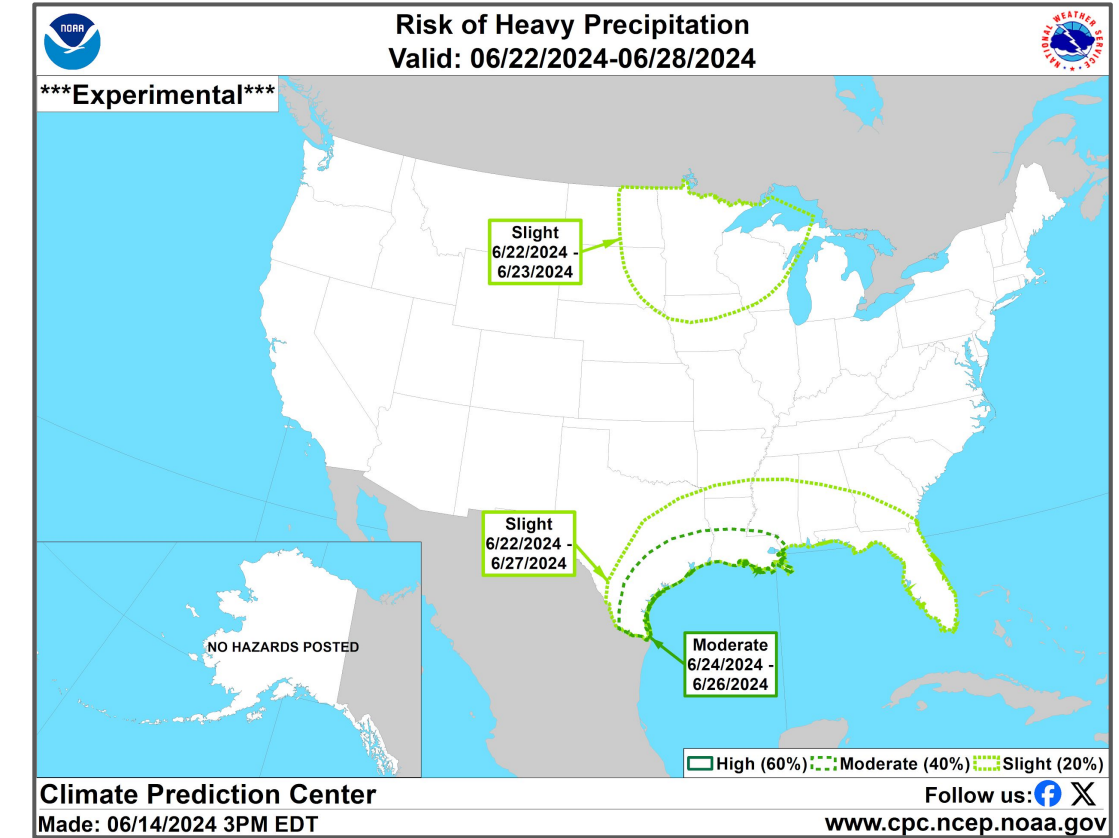 NOAA
Risk of Heavy Precipitation
Valid: 06/22/2024-06/28/2024
NATIONAL WEATHER SERVICE
***Experimental***
Slight
6/22/2024 -
6/23/2024
Slight
6/22/2024 -
6/27/2024
NO HAZARDS POSTED
Moderate
6/24/2024 -
6/26/2024
High (60%) Moderate (40%) Slight (20%)
Climate Prediction Center
Follow us:
Made: 06/14/2024 3PM EDT
www.cpc.ncep.noaa.gov